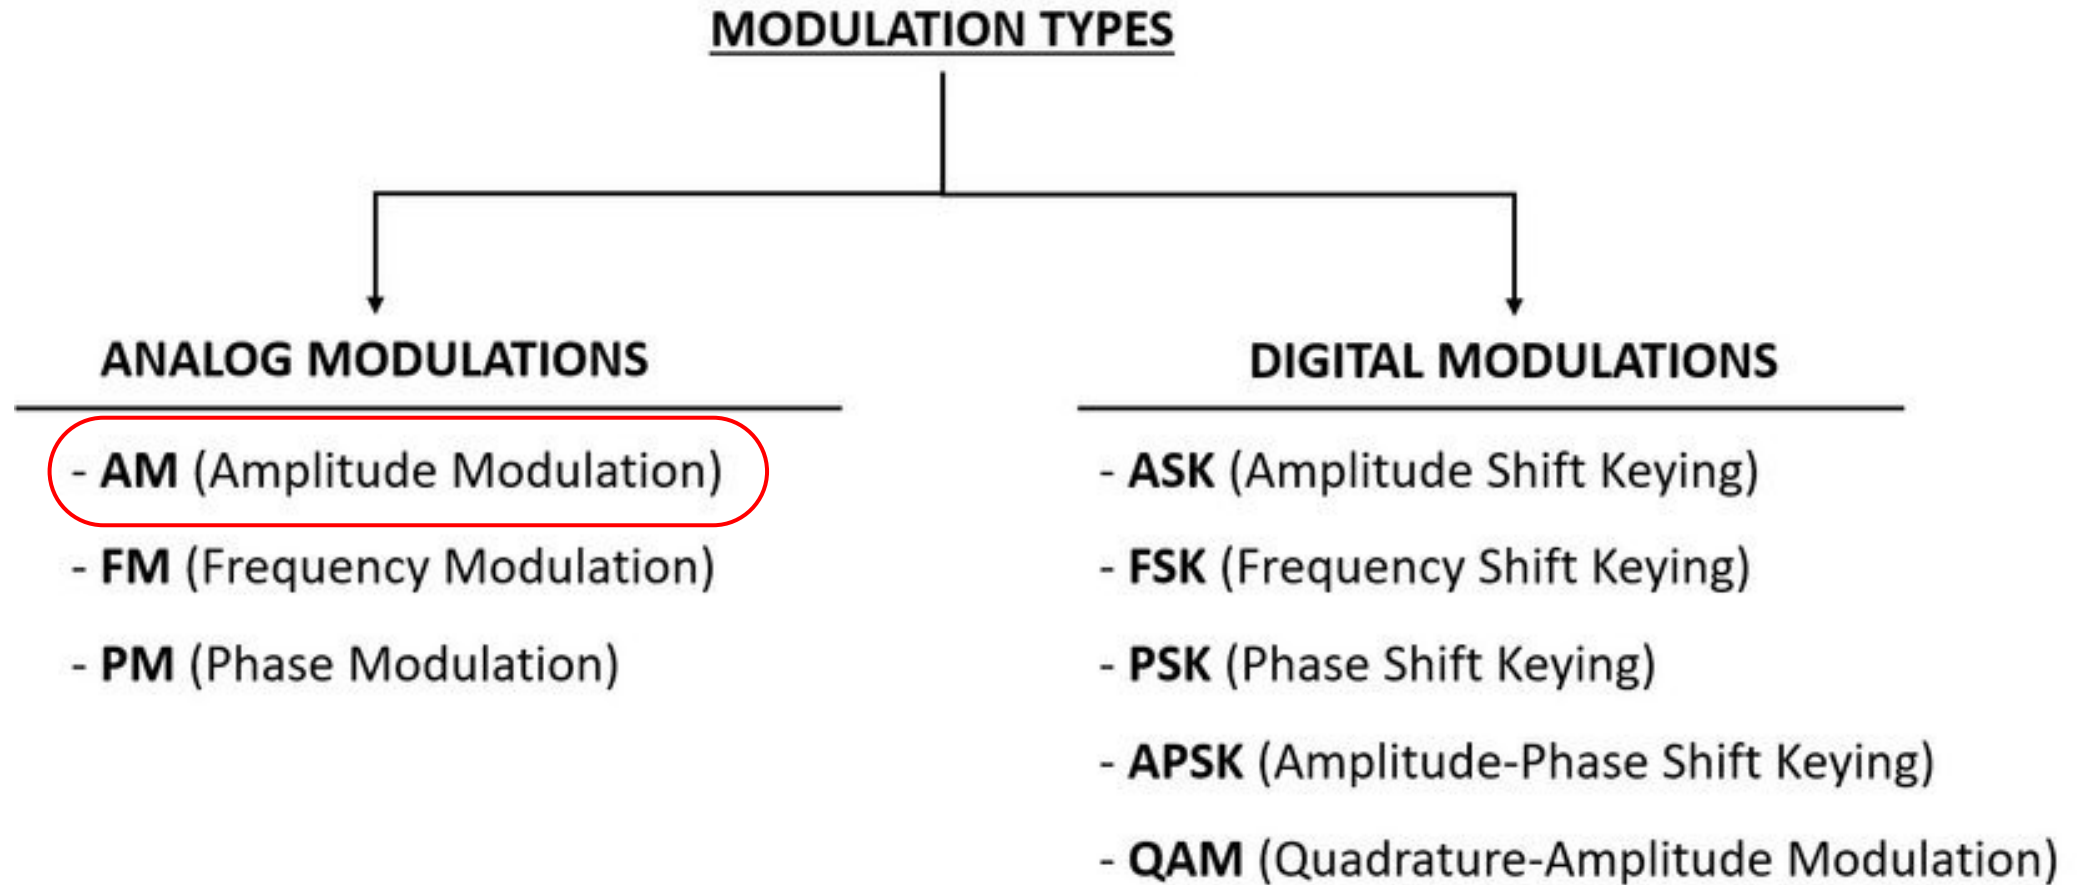 MODULATION TYPES
ANALOG MODULATIONS
- AM (Amplitude Modulation)
- FM (Frequency Modulation)
- PM (Phase Modulation)
DIGITAL MODULATIONS
- ASK (Amplitude Shift Keying)
- FSK (Frequency Shift Keying)
- PSK (Phase Shift Keying)
- APSK (Amplitude-Phase Shift Keying)
- QAM (Quadrature-Amplitude Modulation)